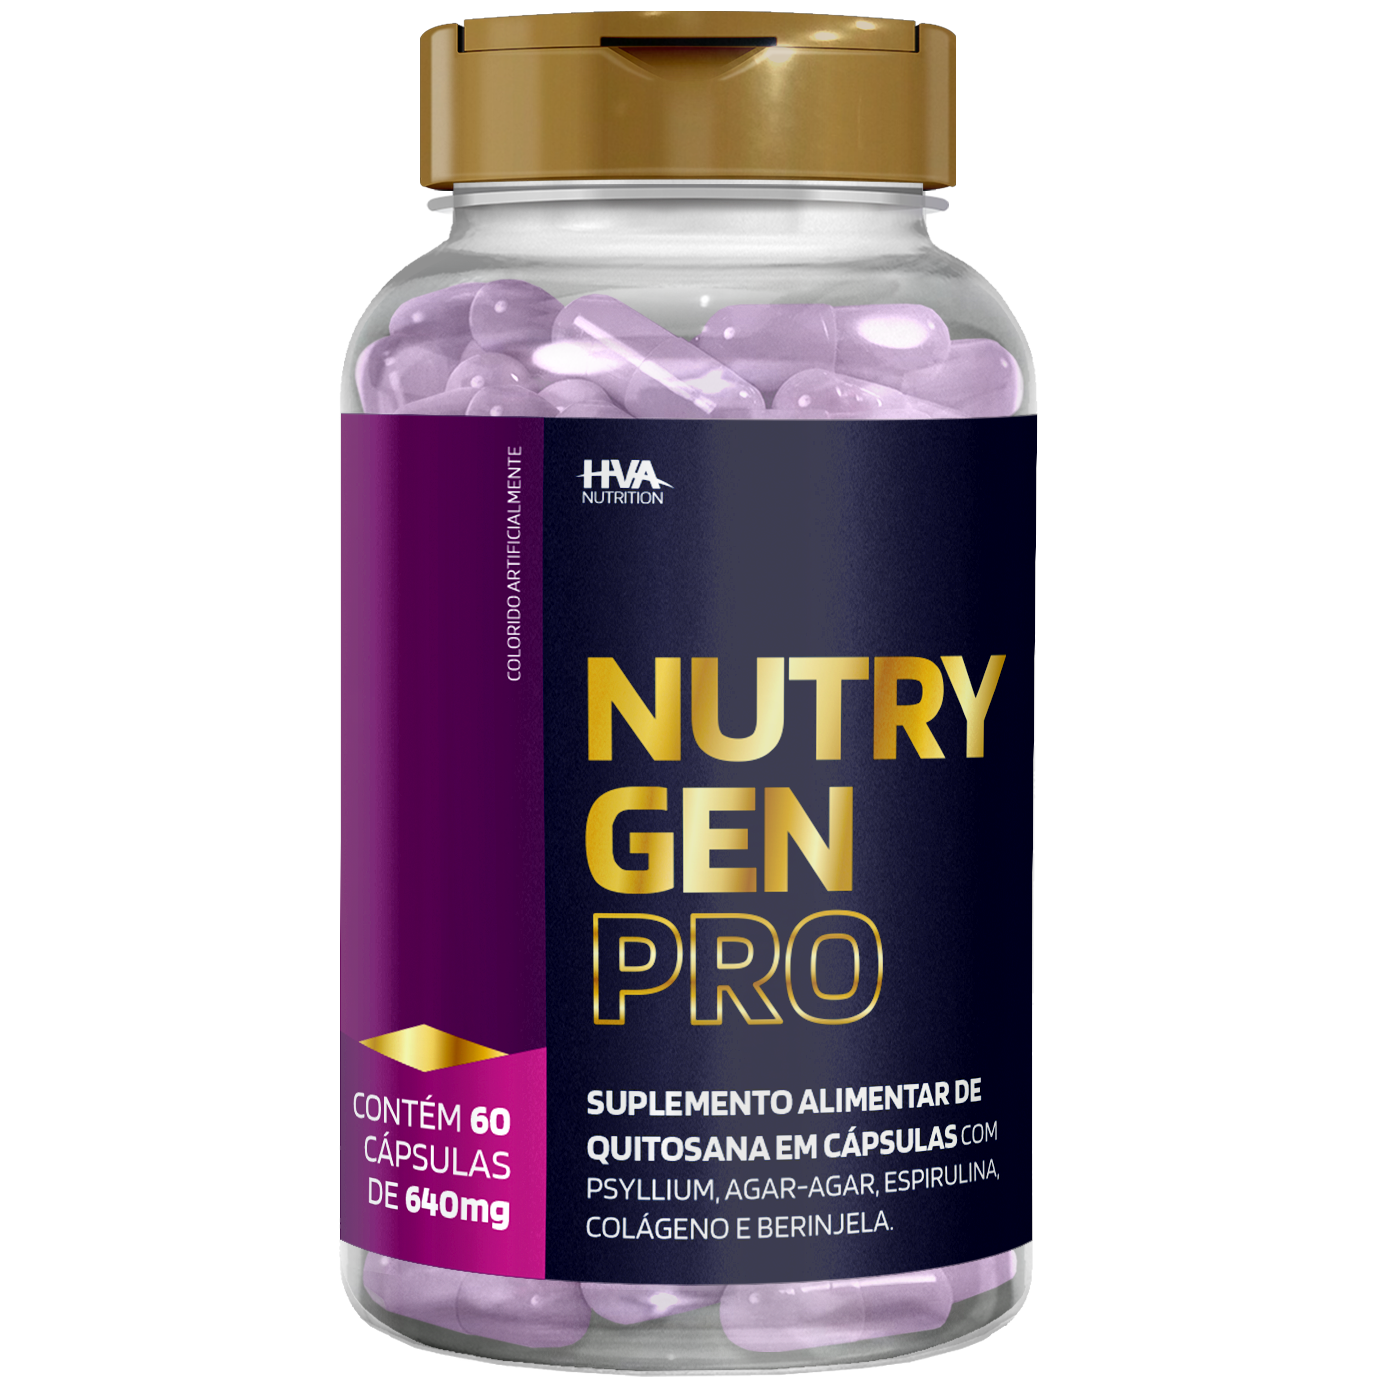 HVA
NUTRITION
COLORIDO ARTIFICIALMENTE
NUTRY
GEN
PRO
SUPLEMENTO ALIMENTAR DE
QUITOSANA EM CÁPSULAS COM
PSYLLIUM, AGAR-AGAR, ESPIRULINA,
COLÁGENO E BERINJELA.
CONTÉM 60
CÁPSULAS
DE 640mg